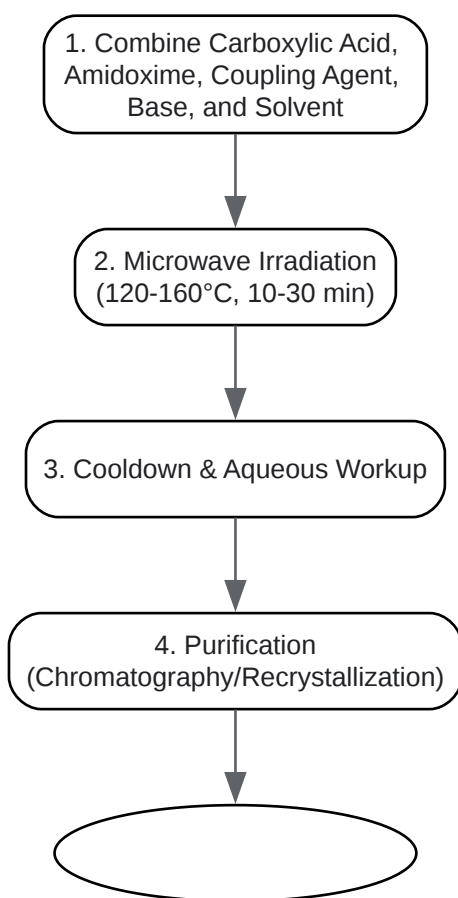 1. Combine Carboxylic Acid,
Amidoxime, Coupling Agent,
Base, and Solvent
2. Microwave Irradiation
(120-160°C, 10-30 min)
3. Cooldown & Aqueous Workup
4. Purification
(Chromatography/Recrystallization)